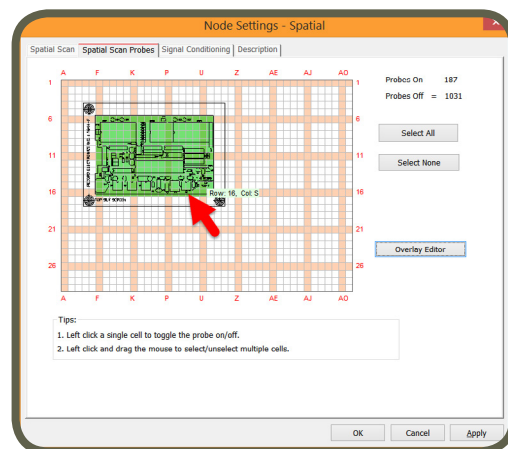 Node Settings - Spatial
Spatial Scan Spatial Scan Probes Signal Conditioning Description
A F K P U Z AE AJ AO
1 1
6 6
11 11
16 16
21 21
26 26
A F K P U Z AE AJ AO
Row: 16, Col: S
Probes On 187
Probes Off = 1031
Select All
Select None
Overlay Editor
Tips:
1. Left click a single cell to toggle the probe on/off.
2. Left click and drag the mouse to select/unselect multiple cells.
OK Cancel Apply